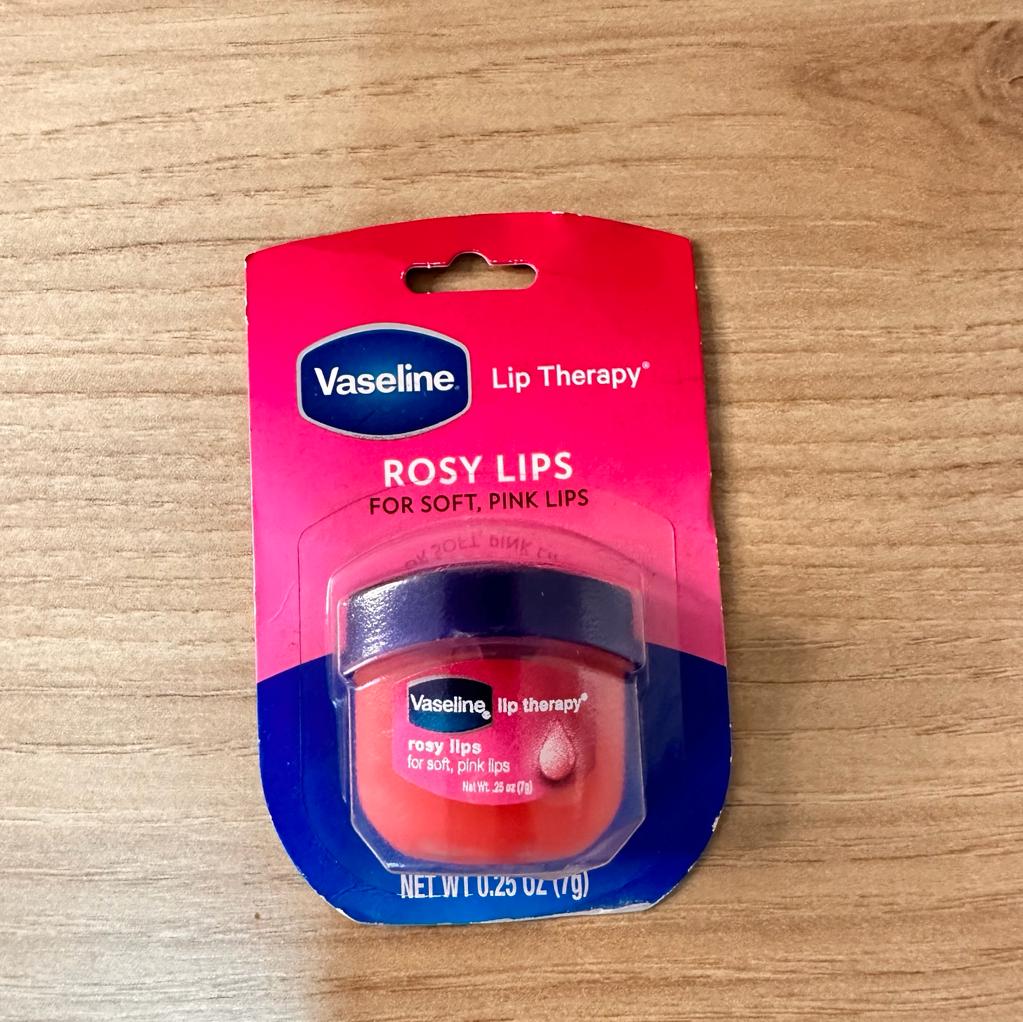 Vaseline. Lip Therapy®
ROSY LIPS
FOR SOFT, PINK LIPS
Vaseline® lip therapy®
rosy lips
for soft, pink lips
Net Wt. .25 oz (7g)
NET WT 0.25 OZ (7g)